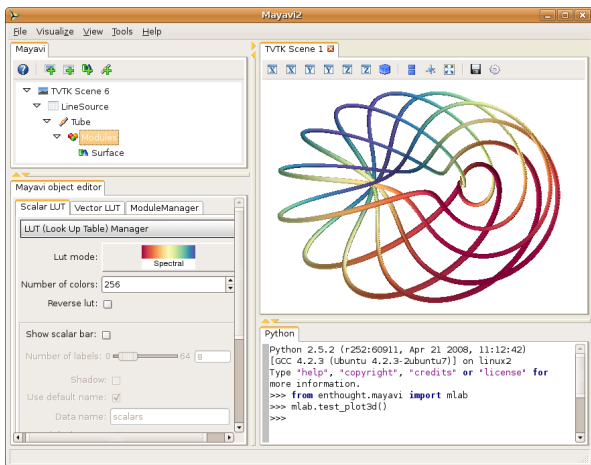 Mayavi2
File Visualize View Tools Help
Mayavi
TVTK Scene 6
LineSource
Tube
Modules
Surface
Mayavi object editor
Scalar LUT Vector LUT ModuleManager
LUT (Look Up Table) Manager
Lut mode:
Spectral
Number of colors: 256
Reverse lut:
Show scalar bar:
Number of labels: 0 64 8
Shadow:
Use default name:
Data name: scalars
TVTK Scene 1
X X Y Y Z Z
Python
Python 2.5.2 (r252:60911, Apr 21 2008, 11:12:42)
[GCC 4.2.3 (Ubuntu 4.2.3-2ubuntu7)] on linux2
Type "help", "copyright", "credits" or "license" for
more information.
>>> from enthought.mayavi import mlab
>>> mlab.test_plot3d()
>>>